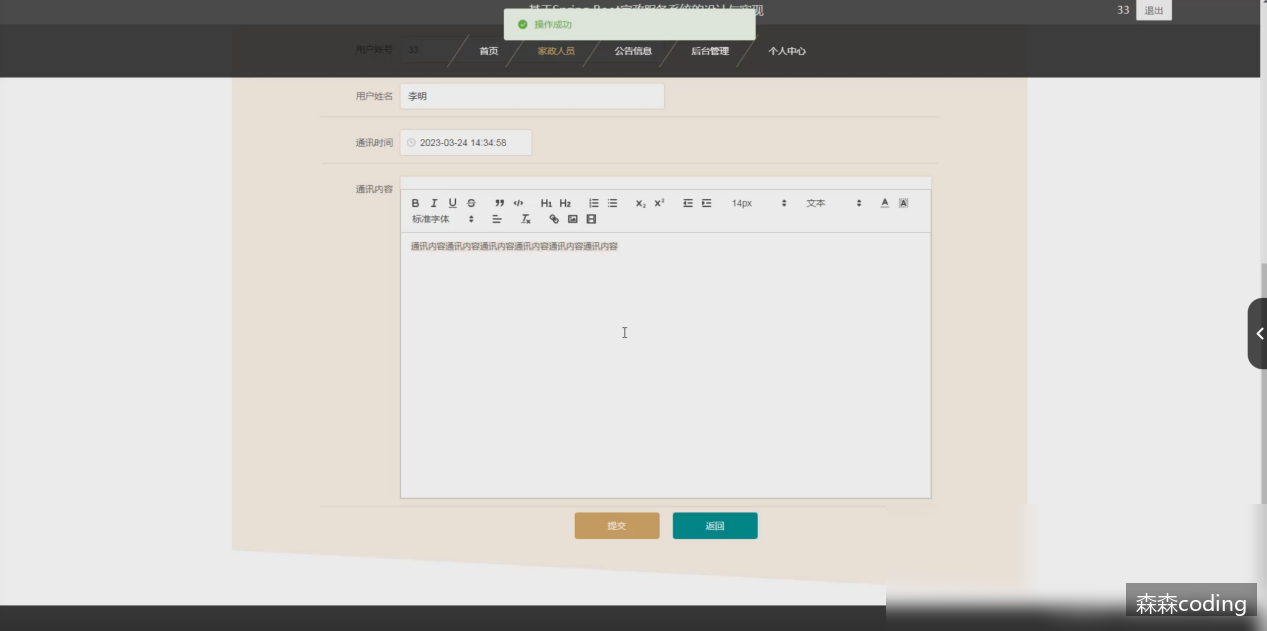 基于Spring Boot家政服务系统的设计与实现
33 退出
操作成功
用户账号 33
首页 家政人员 公告信息 后台管理 个人中心
用户姓名 李明
通讯时间 2023-03-24 14:34:58
通讯内容
B I U S " </> H1 H2 X2 X2 14px 文本 A A
标准字体 Tx
通讯内容通讯内容通讯内容通讯内容通讯内容通讯内容
提交 返回
森森coding